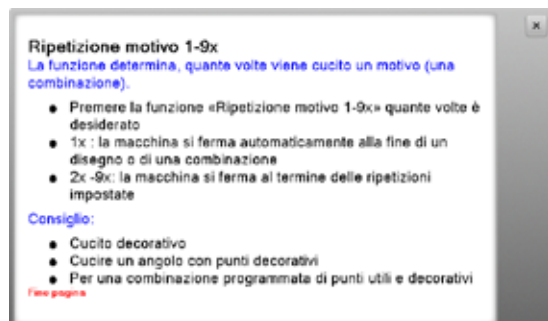 Ripetizione motivo 1-9x
La funzione determina, quante volte viene cucito un motivo (una
combinazione).
● Premere la funzione «Ripetizione motivo 1-9x» quante volte è
desiderato
● 1x : la macchina si ferma automaticamente alla fine di un
disegno o di una combinazione
● 2x -9x: la macchina si ferma al termine delle ripetizioni
impostate
Consiglio:
● Cucito decorativo
● Cucire un angolo con punti decorativi
● Per una combinazione programmata di punti utili e decorativi
Fine pagina